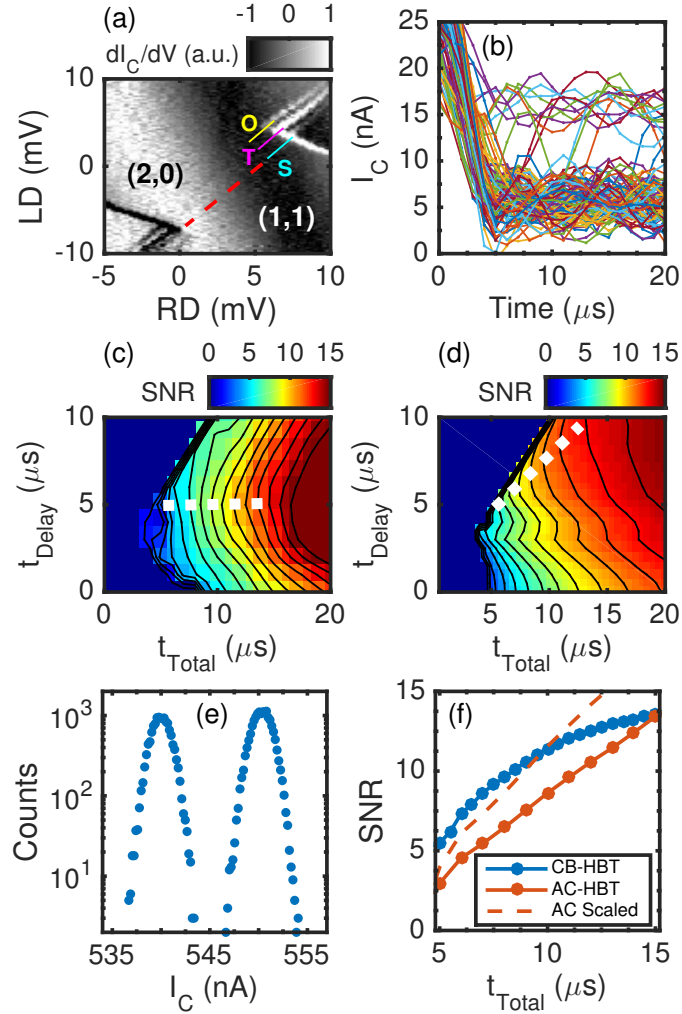 (a)
-1 0 1
dI_C/dV (a.u.)
10
0
-10
LD (mV)
O
T
S
(2,0)
(1,1)
-5 0 5 10
RD (mV)
(b)
25
20
15
10
5
0
I_C (nA)
0 5 10 15 20
Time (μs)
(c)
0 5 10 15
SNR
10
5
0
t_Delay (μs)
0 5 10 15 20
t_Total (μs)
(d)
0 5 10 15
SNR
10
5
0
t_Delay (μs)
5 10 15 20
t_Total (μs)
(e)
10^3
10^2
10^1
Counts
535 545 555
I_C (nA)
(f)
15
10
5
0
SNR
CB-HBT
AC-HBT
AC Scaled
5 10 15
t_Total (μs)